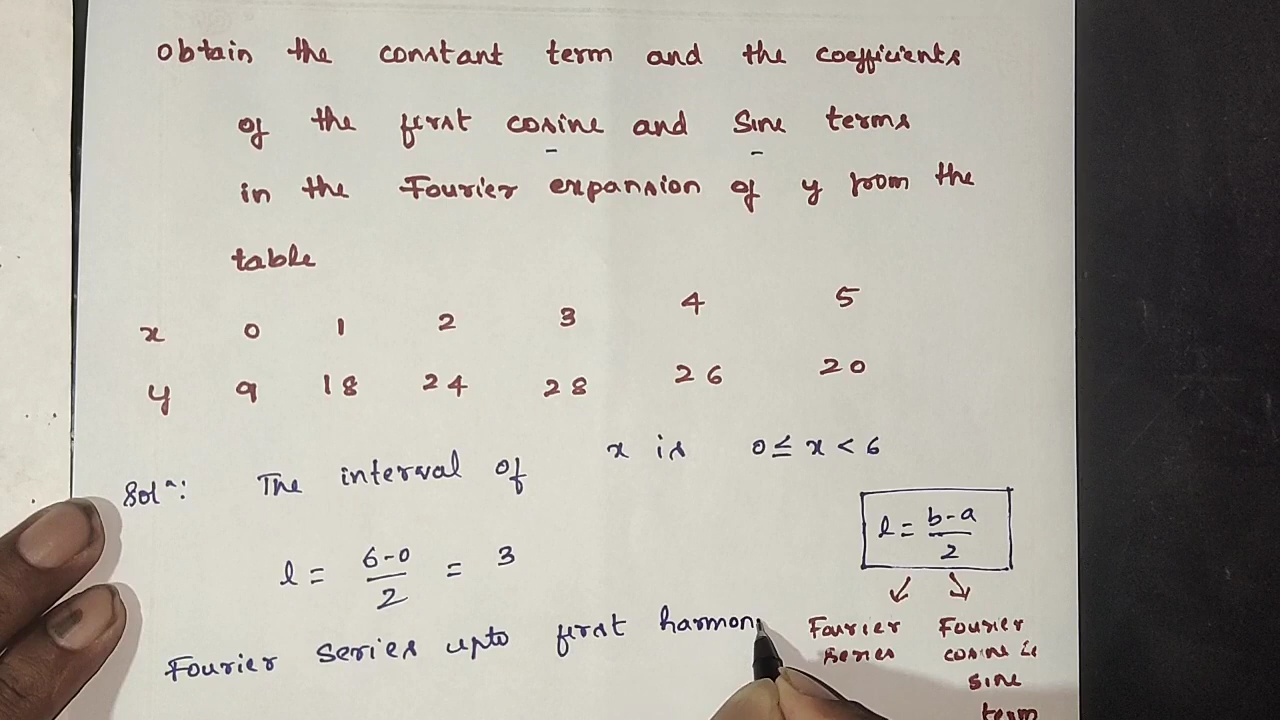 obtain the constant term and the coefficients
of the first cosine and sine terms
in the Fourier expansion of y from the
table
x 0 1 2 3 4 5
y 9 18 24 28 26 20
Solⁿ: The interval of x is 0 ≤ x < 6
l = b-a / 2
l = 6-0 / 2 = 3
Fourier series upto first harmon
Fourier series
Fourier cosine & sine term